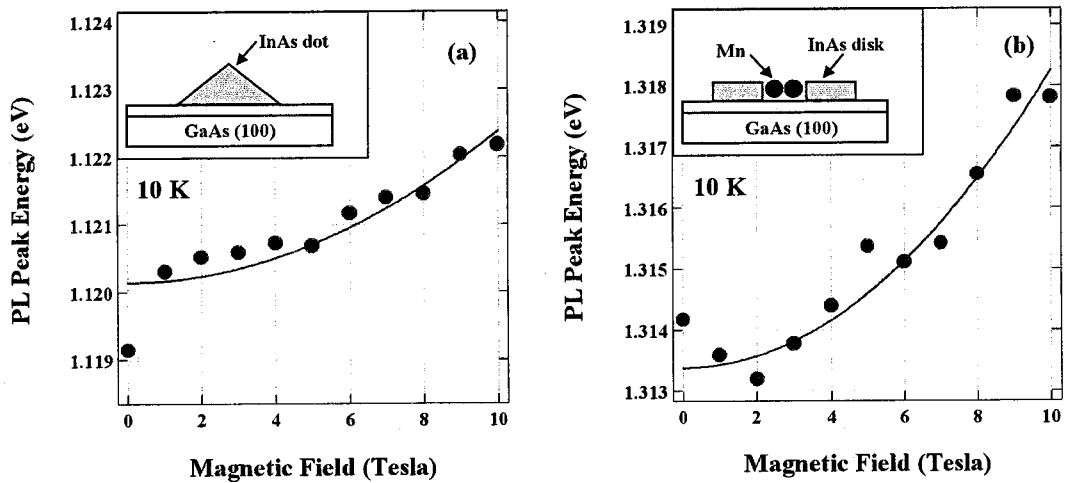 1.124
1.123
1.122
1.121
1.120
1.119
PL Peak Energy (eV)
InAs dot
GaAs (100)
(a)
10 K
0 2 4 6 8 10
Magnetic Field (Tesla)
1.319
1.318
1.317
1.316
1.315
1.314
1.313
PL Peak Energy (eV)
Mn InAs disk
GaAs (100)
(b)
10 K
0 2 4 6 8 10
Magnetic Field (Tesla)